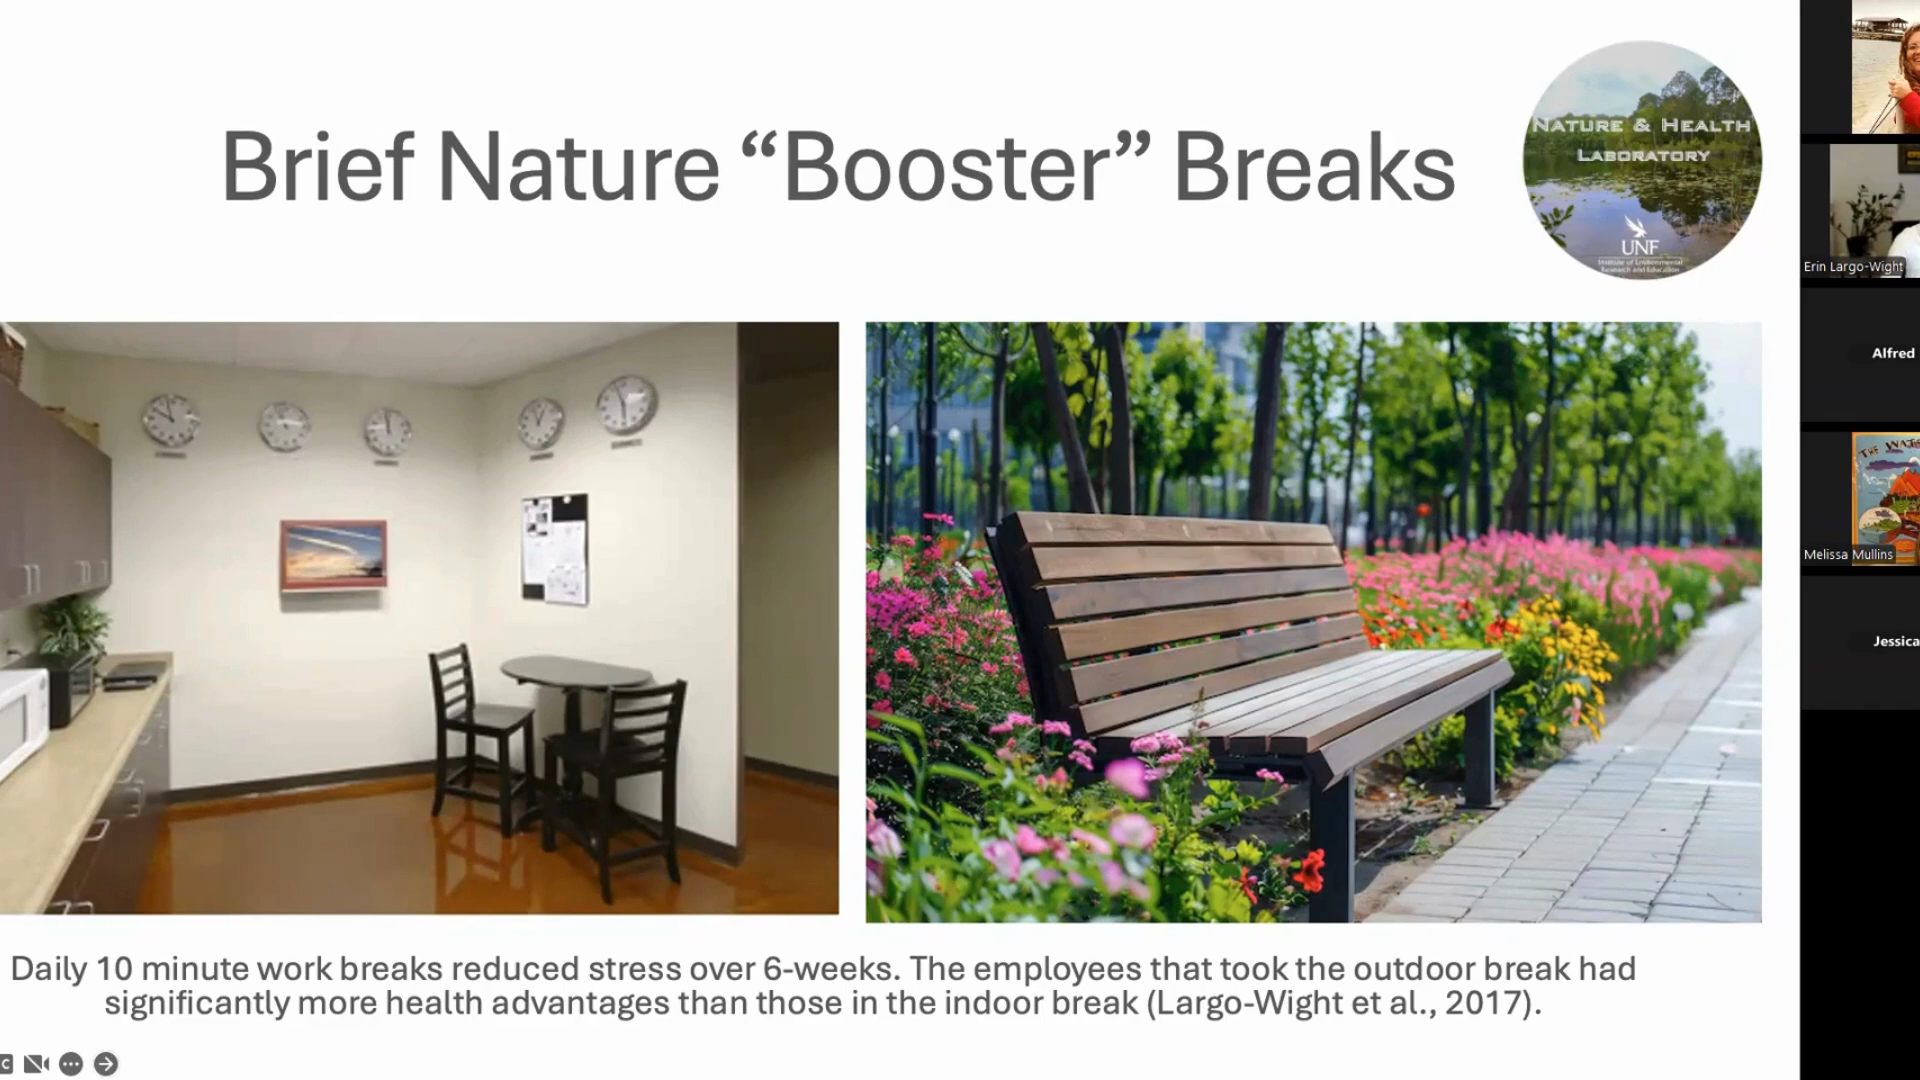 Brief Nature “Booster” Breaks
NATURE & HEALTH
LABORATORY
UNF
Institute of Environmental
Research and Education
Daily 10 minute work breaks reduced stress over 6-weeks. The employees that took the outdoor break had
significantly more health advantages than those in the indoor break (Largo-Wight et al., 2017).
Erin Largo-Wight
Alfred
THE
Melissa Mullins
Jessica